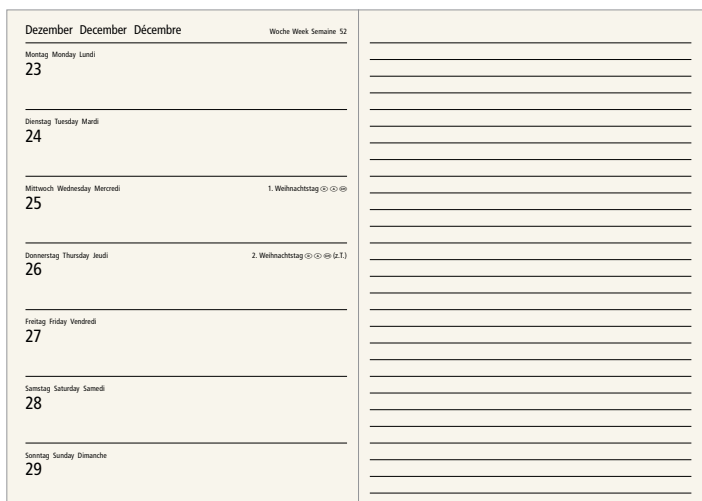 Dezember December Décembre Woche Week Semaine 52
Montag Monday Lundi
23
Dienstag Tuesday Mardi
24
Mittwoch Wednesday Mercredi 1. Weihnachtstag
25
Donnerstag Thursday Jeudi 2. Weihnachtstag (z.T.)
26
Freitag Friday Vendredi
27
Samstag Saturday Samedi
28
Sonntag Sunday Dimanche
29